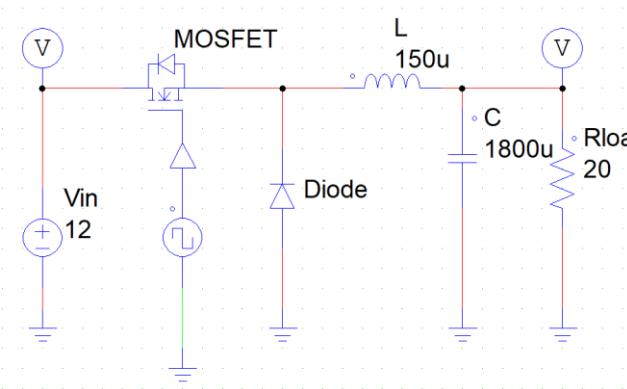 V
MOSFET
L
150u
V
C
1800u
Rloa
20
Diode
Vin
12